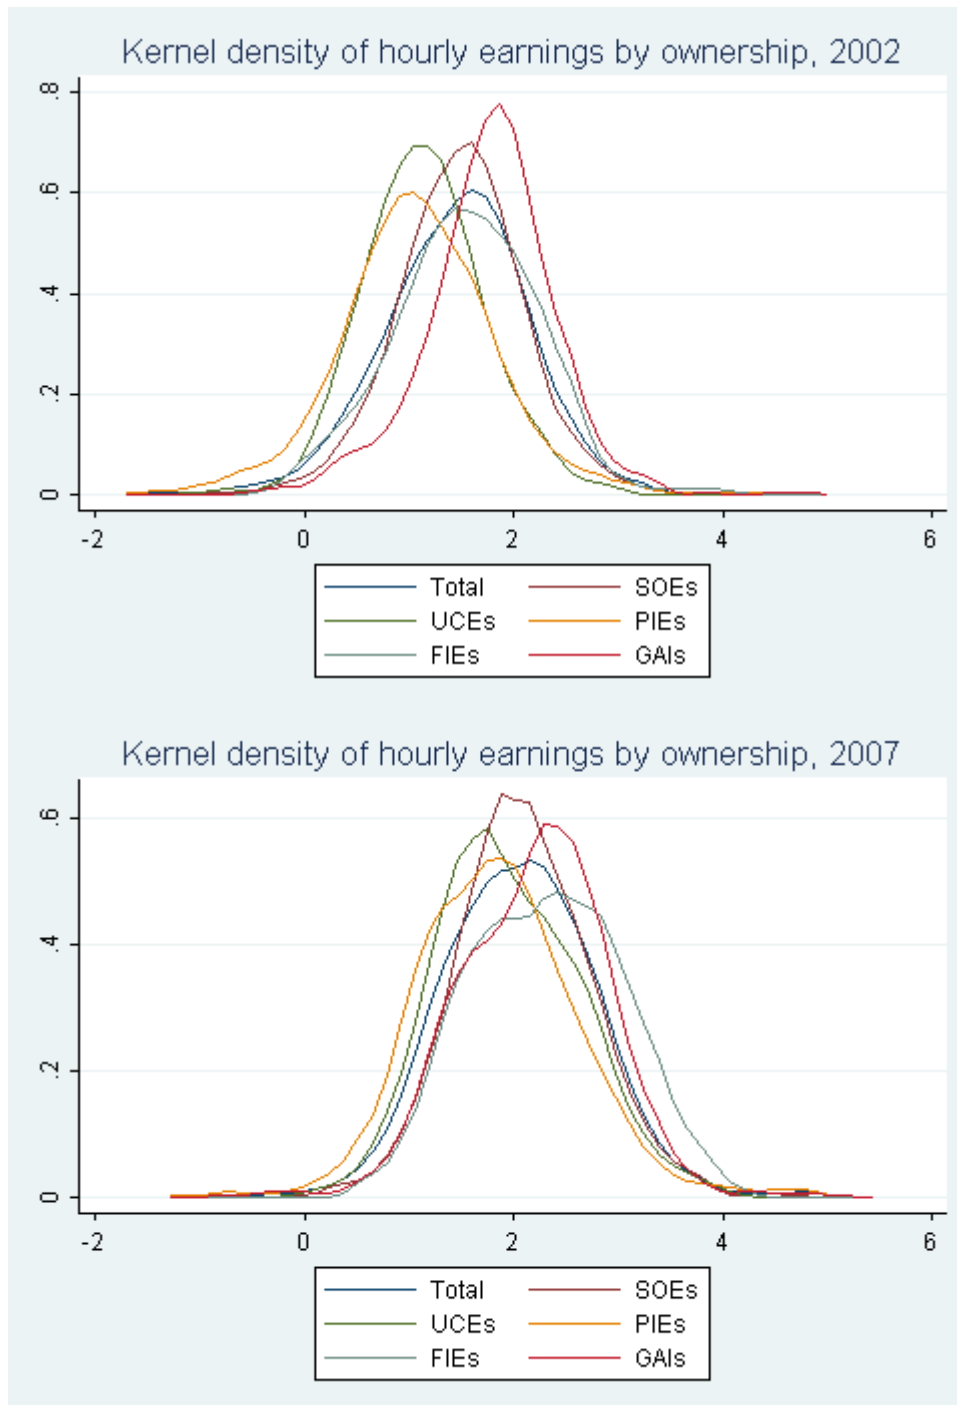 Kernel density of hourly earnings by ownership, 2002
.8
.6
.4
.2
0
-2 0 2 4 6
Total SOEs
UCEs PIEs
FIEs GAIs
Kernel density of hourly earnings by ownership, 2007
.6
.4
.2
0
-2 0 2 4 6
Total SOEs
UCEs PIEs
FIEs GAIs